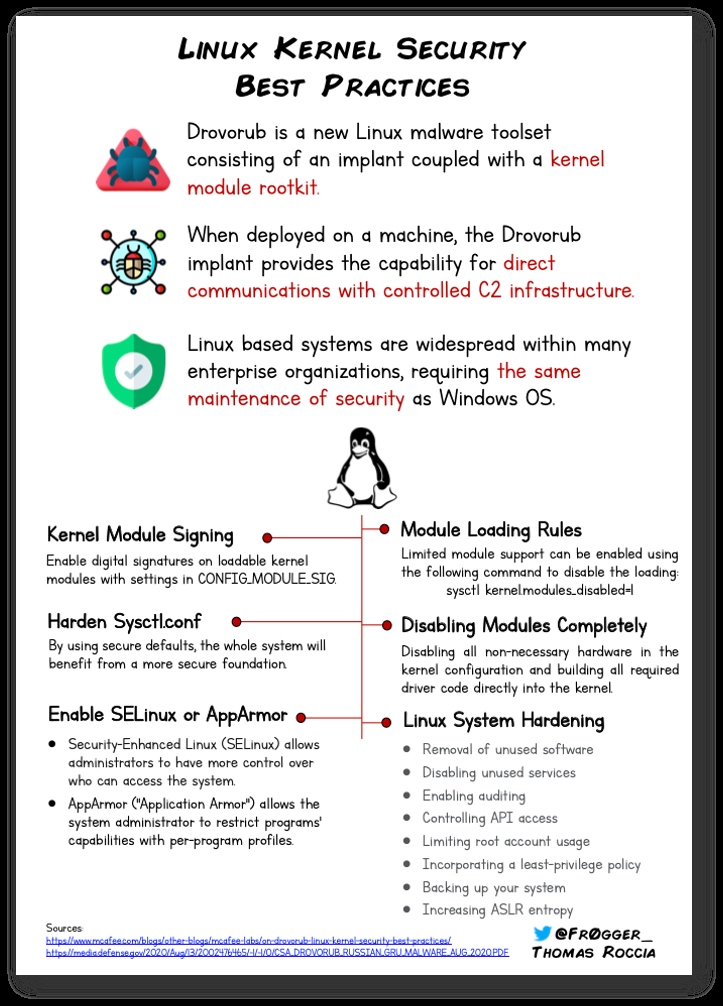 Linux Kernel Security
Best Practices
Drovorub is a new Linux malware toolset
consisting of an implant coupled with a kernel
module rootkit.
When deployed on a machine, the Drovorub
implant provides the capability for direct
communications with controlled C2 infrastructure.
Linux based systems are widespread within many
enterprise organizations, requiring the same
maintenance of security as Windows OS.
Kernel Module Signing
Enable digital signatures on loadable kernel
modules with settings in CONFIG_MODULE_SIG.
Harden Sysctl.conf
By using secure defaults, the whole system will
benefit from a more secure foundation.
Enable SELinux or AppArmor
• Security-Enhanced Linux (SELinux) allows
administrators to have more control over
who can access the system.
• AppArmor ("Application Armor") allows the
system administrator to restrict programs'
capabilities with per-program profiles.
Module Loading Rules
Limited module support can be enabled using
the following command to disable the loading:
sysctl kernel.modules_disabled=1
Disabling Modules Completely
Disabling all non-necessary hardware in the
kernel configuration and building all required
driver code directly into the kernel.
Linux System Hardening
• Removal of unused software
• Disabling unused services
• Enabling auditing
• Controlling API access
• Limiting root account usage
• Incorporating a least-privilege policy
• Backing up your system
• Increasing ASLR entropy
Sources:
https://www.mcafee.com/blogs/other-blogs/mcafee-labs/on-drovorub-linux-kernel-security-best-practices/
https://media.defense.gov/2020/Aug/13/2002476465/-1/-1/0/CSA_DROVORUB_RUSSIAN_GRU_MALWARE_AUG_2020.PDF
@Fr0gger_
Thomas Roccia